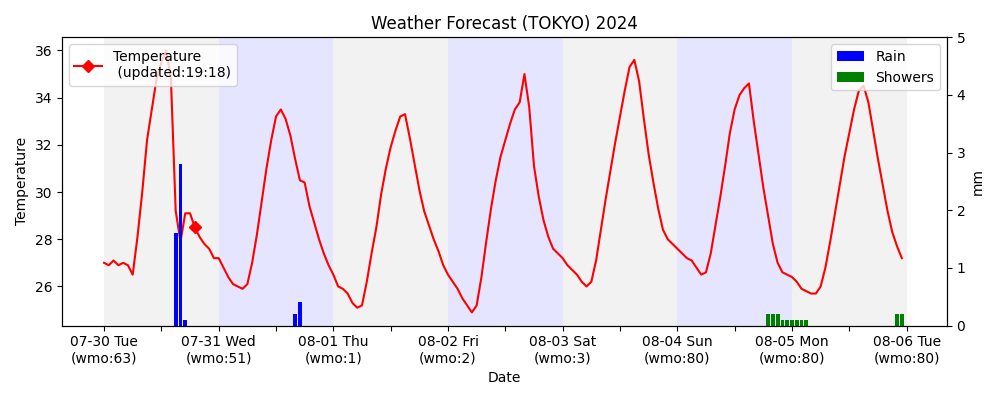 Weather Forecast (TOKYO) 2024
Temperature
(updated:19:18)
Rain
Showers
36
34
32
30
28
26
Temperature
5
4
3
2
1
0
mm
07-30 Tue 07-31 Wed 08-01 Thu 08-02 Fri 08-03 Sat 08-04 Sun 08-05 Mon 08-06 Tue
(wmo:63) (wmo:51) (wmo:1) (wmo:2) (wmo:3) (wmo:80) (wmo:80) (wmo:80)
Date